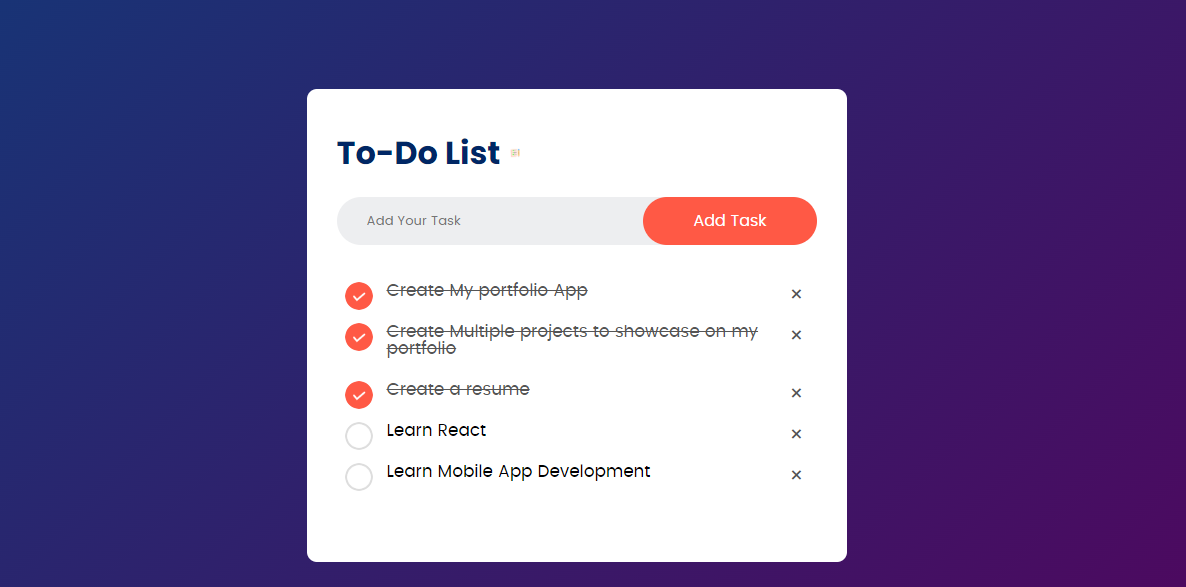 To-Do List
Add Your Task
Add Task
Create My portfolio App
Create Multiple projects to showcase on my
portfolio
Create a resume
Learn React
Learn Mobile App Development